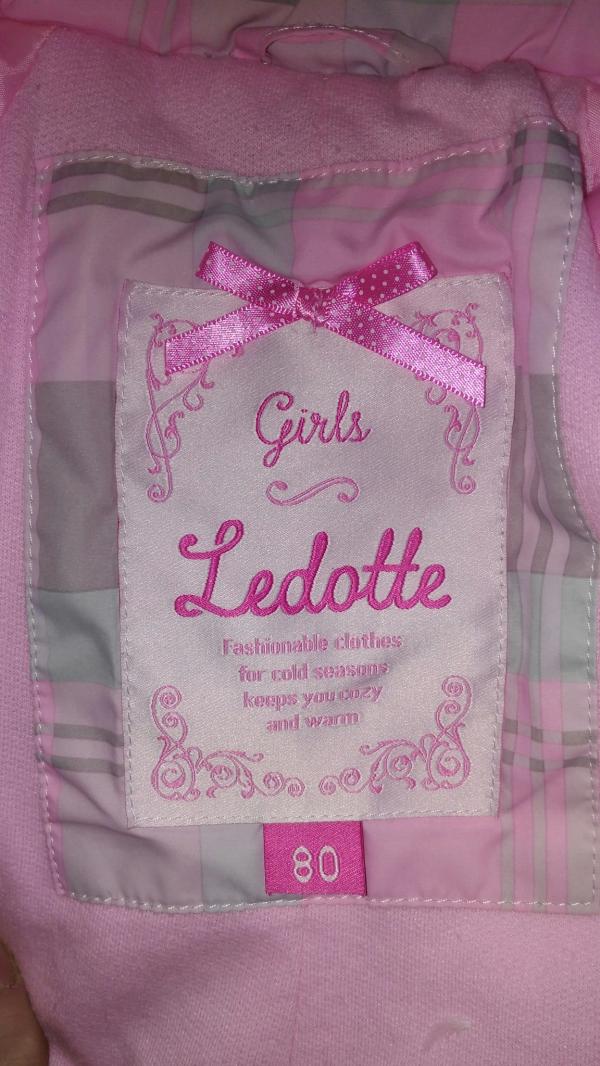 Girls
Ledotte
Fashionable clothes
for cold seasons
keeps you cozy
and warm
80